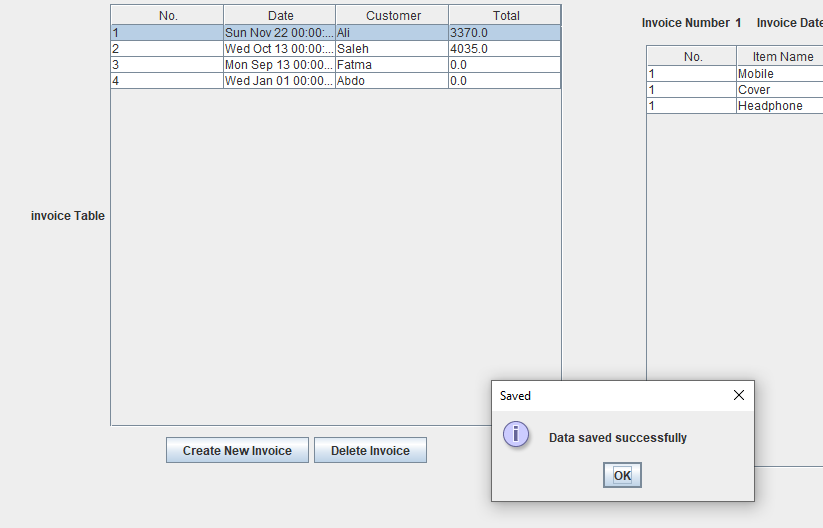 No. Date Customer Total
1 Sun Nov 22 00:00:... Ali 3370.0
2 Wed Oct 13 00:00:... Saleh 4035.0
3 Mon Sep 13 00:00:... Fatma 0.0
4 Wed Jan 01 00:00:... Abdo 0.0
invoice Table
Create New Invoice Delete Invoice
Invoice Number 1 Invoice Date
No. Item Name
1 Mobile
1 Cover
1 Headphone
Saved
Data saved successfully
OK